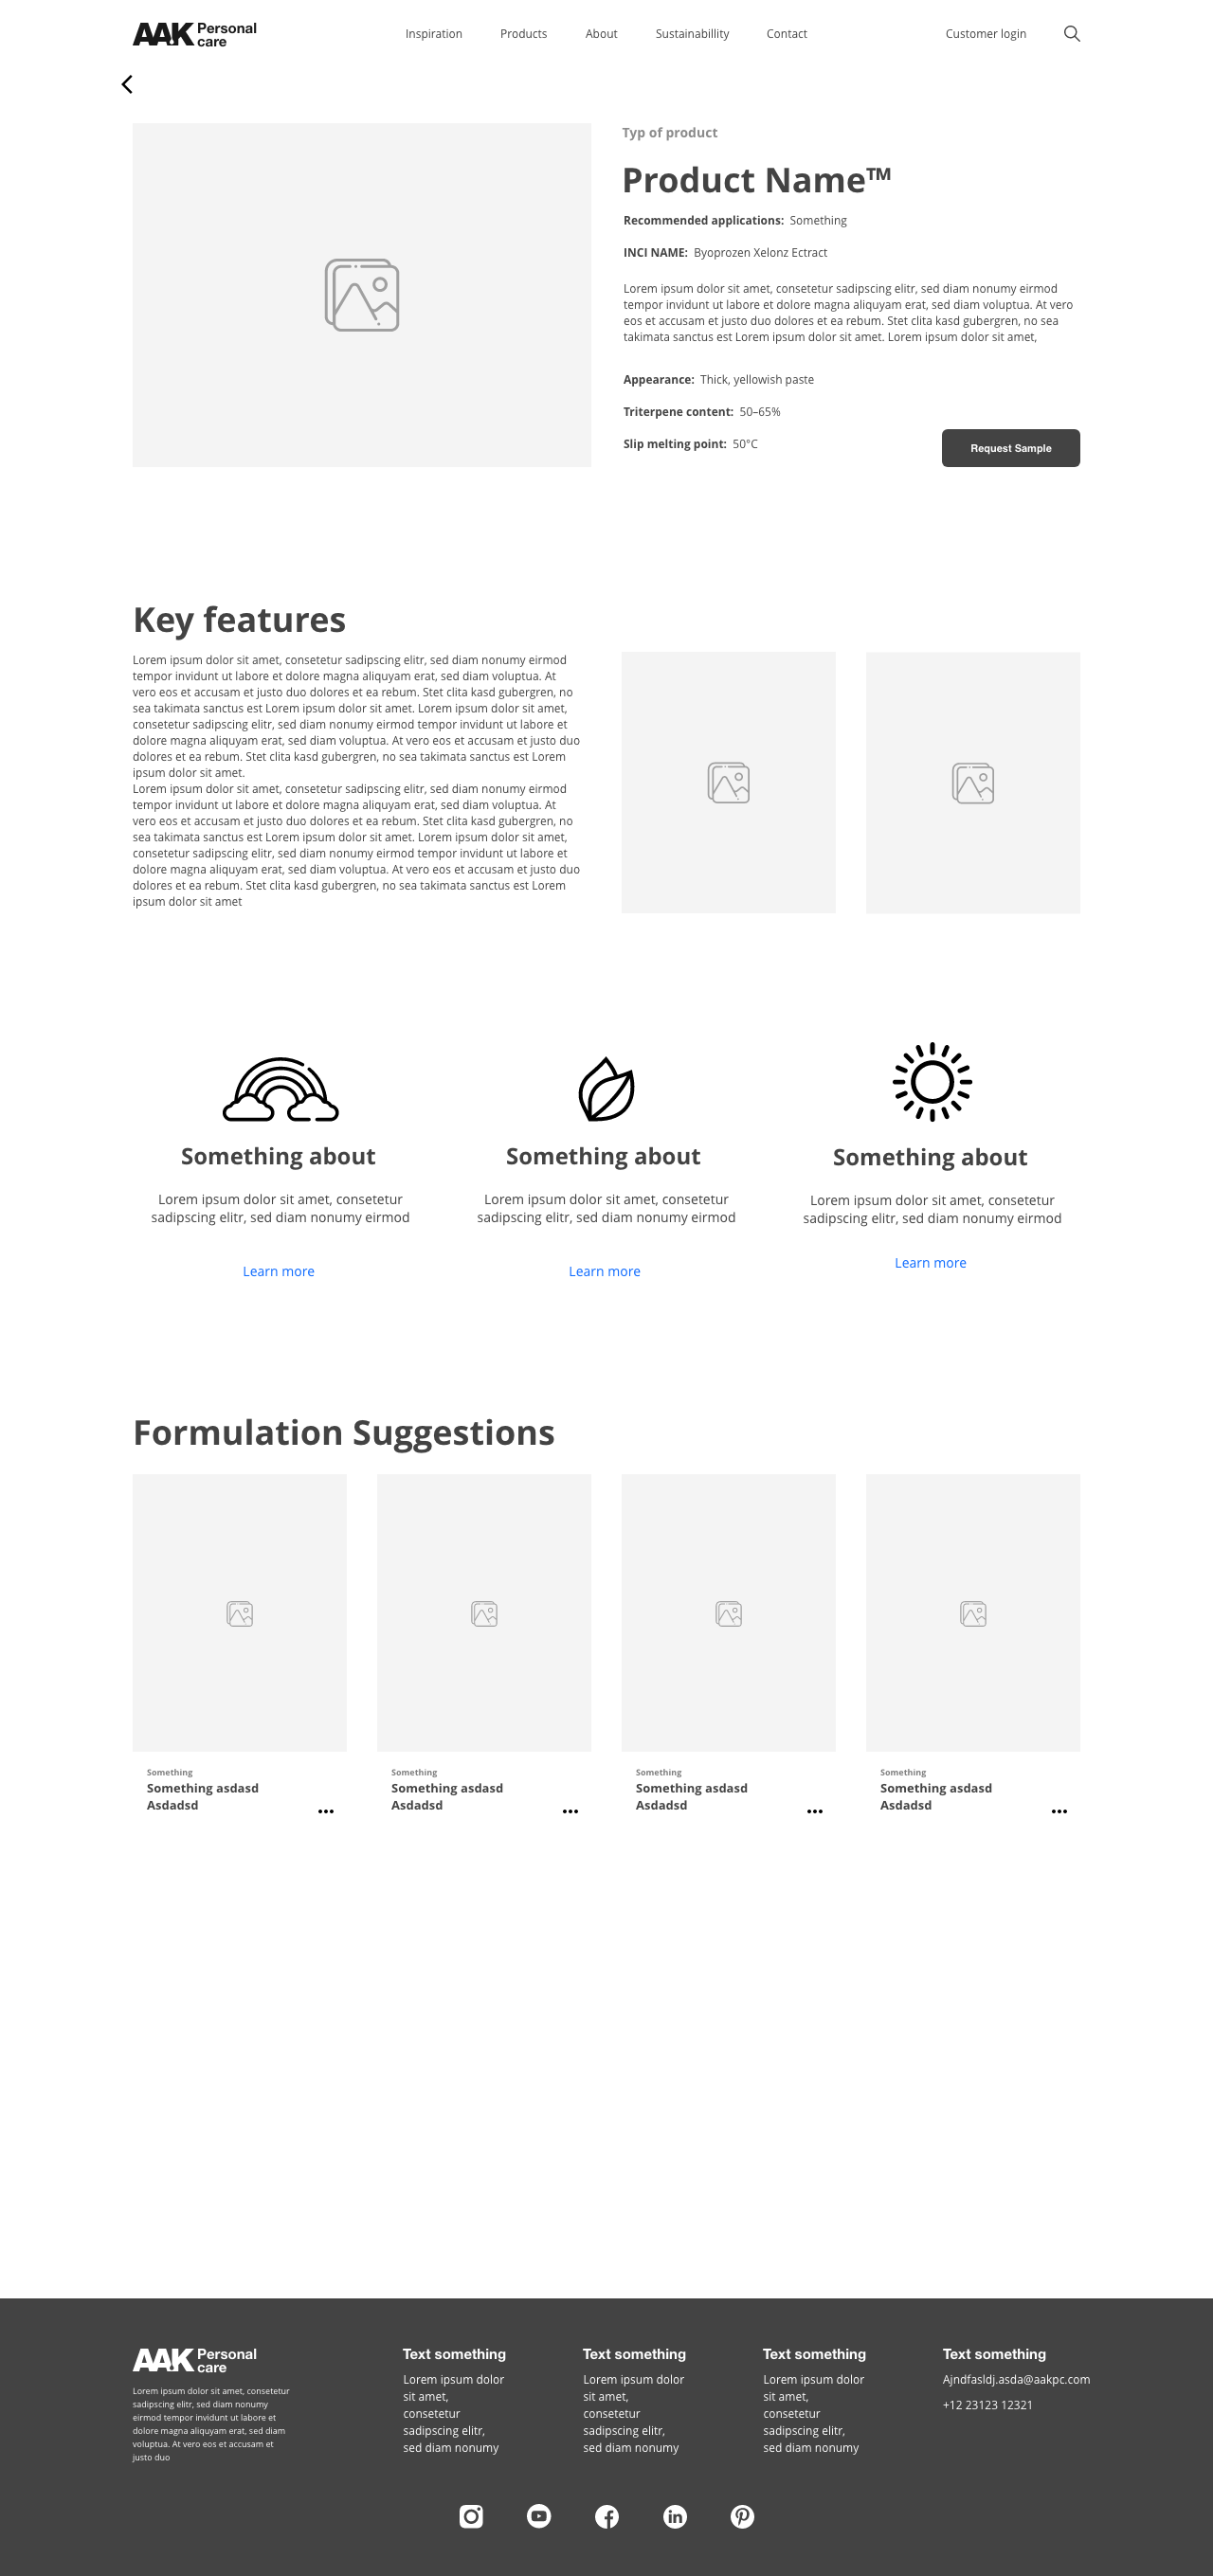 AAK Personal
care
Inspiration Products About Sustainabillity Contact Customer login
Typ of product
Product Name™
Recommended applications: Something
INCI NAME: Byoprozen Xelonz Ectract
Lorem ipsum dolor sit amet, consetetur sadipscing elitr, sed diam nonumy eirmod
tempor invidunt ut labore et dolore magna aliquyam erat, sed diam voluptua. At vero
eos et accusam et justo duo dolores et ea rebum. Stet clita kasd gubergren, no sea
takimata sanctus est Lorem ipsum dolor sit amet. Lorem ipsum dolor sit amet,
Appearance: Thick, yellowish paste
Triterpene content: 50–65%
Slip melting point: 50°C
Request Sample
Key features
Lorem ipsum dolor sit amet, consetetur sadipscing elitr, sed diam nonumy eirmod
tempor invidunt ut labore et dolore magna aliquyam erat, sed diam voluptua. At
vero eos et accusam et justo duo dolores et ea rebum. Stet clita kasd gubergren, no
sea takimata sanctus est Lorem ipsum dolor sit amet. Lorem ipsum dolor sit amet,
consetetur sadipscing elitr, sed diam nonumy eirmod tempor invidunt ut labore et
dolore magna aliquyam erat, sed diam voluptua. At vero eos et accusam et justo duo
dolores et ea rebum. Stet clita kasd gubergren, no sea takimata sanctus est Lorem
ipsum dolor sit amet.
Lorem ipsum dolor sit amet, consetetur sadipscing elitr, sed diam nonumy eirmod
tempor invidunt ut labore et dolore magna aliquyam erat, sed diam voluptua. At
vero eos et accusam et justo duo dolores et ea rebum. Stet clita kasd gubergren, no
sea takimata sanctus est Lorem ipsum dolor sit amet. Lorem ipsum dolor sit amet,
consetetur sadipscing elitr, sed diam nonumy eirmod tempor invidunt ut labore et
dolore magna aliquyam erat, sed diam voluptua. At vero eos et accusam et justo duo
dolores et ea rebum. Stet clita kasd gubergren, no sea takimata sanctus est Lorem
ipsum dolor sit amet
Something about
Lorem ipsum dolor sit amet, consetetur
sadipscing elitr, sed diam nonumy eirmod
Learn more
Something about
Lorem ipsum dolor sit amet, consetetur
sadipscing elitr, sed diam nonumy eirmod
Learn more
Something about
Lorem ipsum dolor sit amet, consetetur
sadipscing elitr, sed diam nonumy eirmod
Learn more
Formulation Suggestions
Something
Something asdasd
Asdadsd
Something
Something asdasd
Asdadsd
Something
Something asdasd
Asdadsd
Something
Something asdasd
Asdadsd
AAK Personal
care
Lorem ipsum dolor sit amet, consetetur
sadipscing elitr, sed diam nonumy
eirmod tempor invidunt ut labore et
dolore magna aliquyam erat, sed diam
voluptua. At vero eos et accusam et
justo duo
Text something
Lorem ipsum dolor
sit amet,
consetetur
sadipscing elitr,
sed diam nonumy
Text something
Lorem ipsum dolor
sit amet,
consetetur
sadipscing elitr,
sed diam nonumy
Text something
Lorem ipsum dolor
sit amet,
consetetur
sadipscing elitr,
sed diam nonumy
Text something
Ajndfasldj.asda@aakpc.com
+12 23123 12321